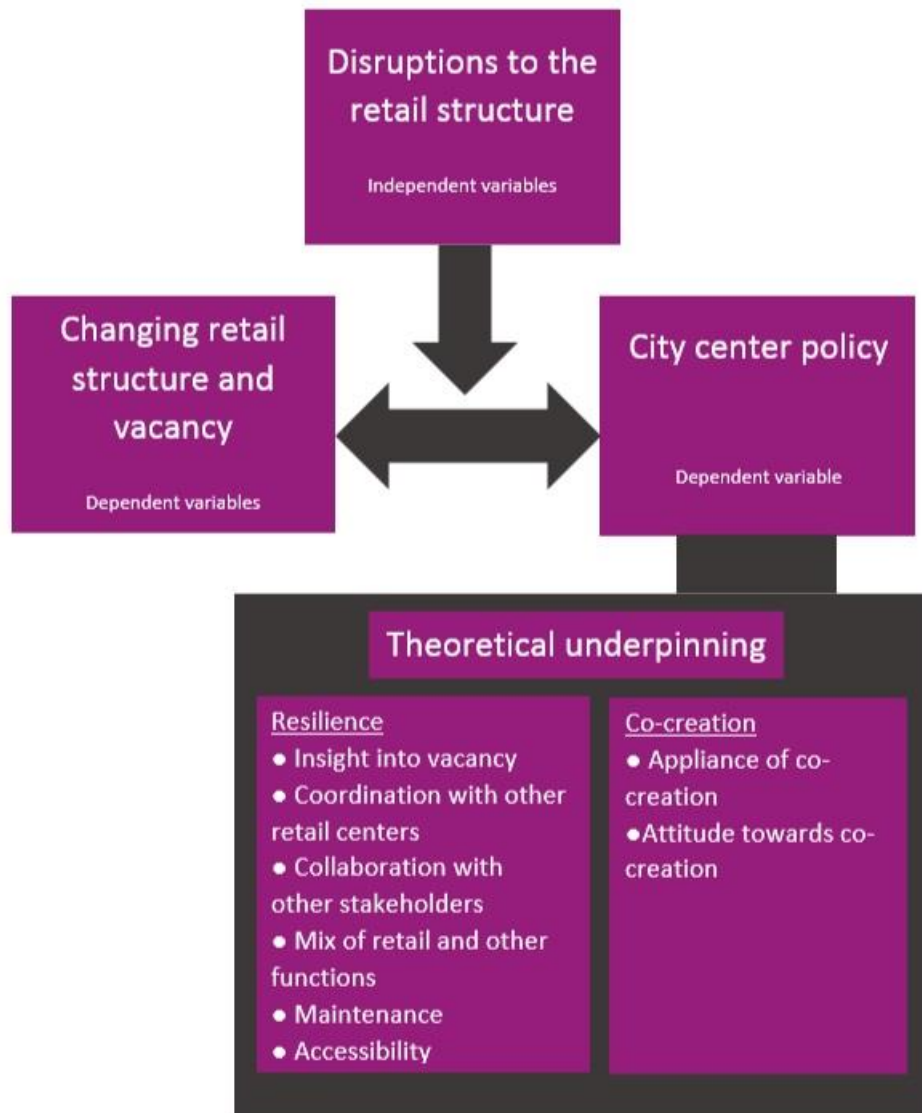 Disruptions to the
retail structure
Independent variables
Changing retail
structure and
vacancy
Dependent variables
City center policy
Dependent variable
Theoretical underpinning
Resilience
● Insight into vacancy
● Coordination with other
retail centers
● Collaboration with
other stakeholders
● Mix of retail and other
functions
● Maintenance
● Accessibility
Co-creation
● Appliance of co-
creation
●Attitude towards co-
creation